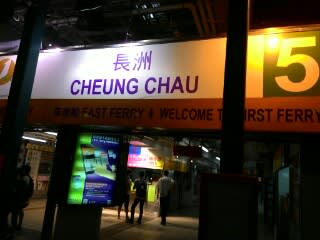 長洲
CHEUNG CHAU
5
FAST FERRY & WELCOME TO FIRST FERRY